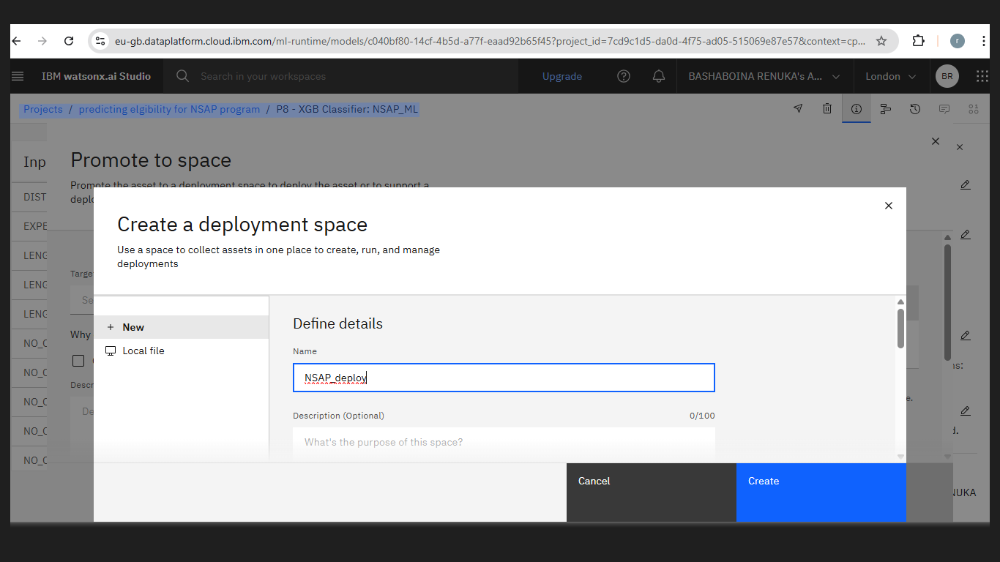 eu-gb.dataplatform.cloud.ibm.com/ml-runtime/models/c040bf80-14cf-4b5d-a77f-eaad92b65f45?project_id=7cd9c1d5-da0d-4f75-ad05-515069e87e57&context=cp...
r
IBM watsonx.ai Studio
Search in your workspaces
Upgrade
BASHABOINA RENUKA's A...
London
BR
Projects / predicting elgibility for NSAP program / P8 - XGB Classifier: NSAP_ML
Inp
Promote to space
Promote the asset to a deployment space to deploy the asset or to support a
deplo
DIST
EXPE
LENG
LENG
LENG
NO_C
NO_C
NO_C
NO_C
NO_C
Targe
Se
Why
Descr
De
Create a deployment space
Use a space to collect assets in one place to create, run, and manage
deployments
New
Local file
Define details
Name
NSAP_deploy
Description (Optional)
0/100
What's the purpose of this space?
Cancel
Create
ns:
e.
d.
NUKA